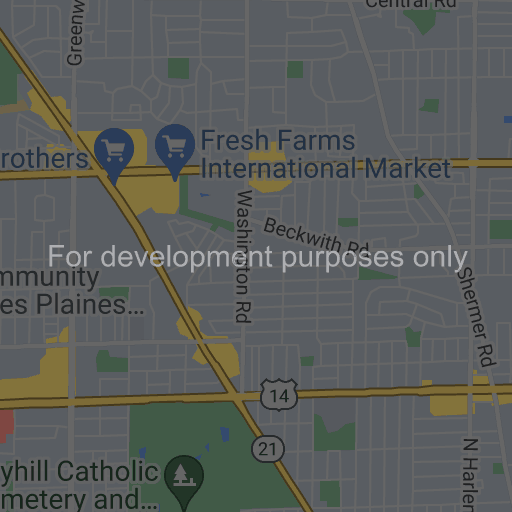 Central Rd
Greenw
rothers
Fresh Farms
International Market
Washington Rd
Beckwith Rd
For development purposes only
mmunity
es Plaines...
Shermer Rd
14
21
N Harlem
yhill Catholic
metery and...